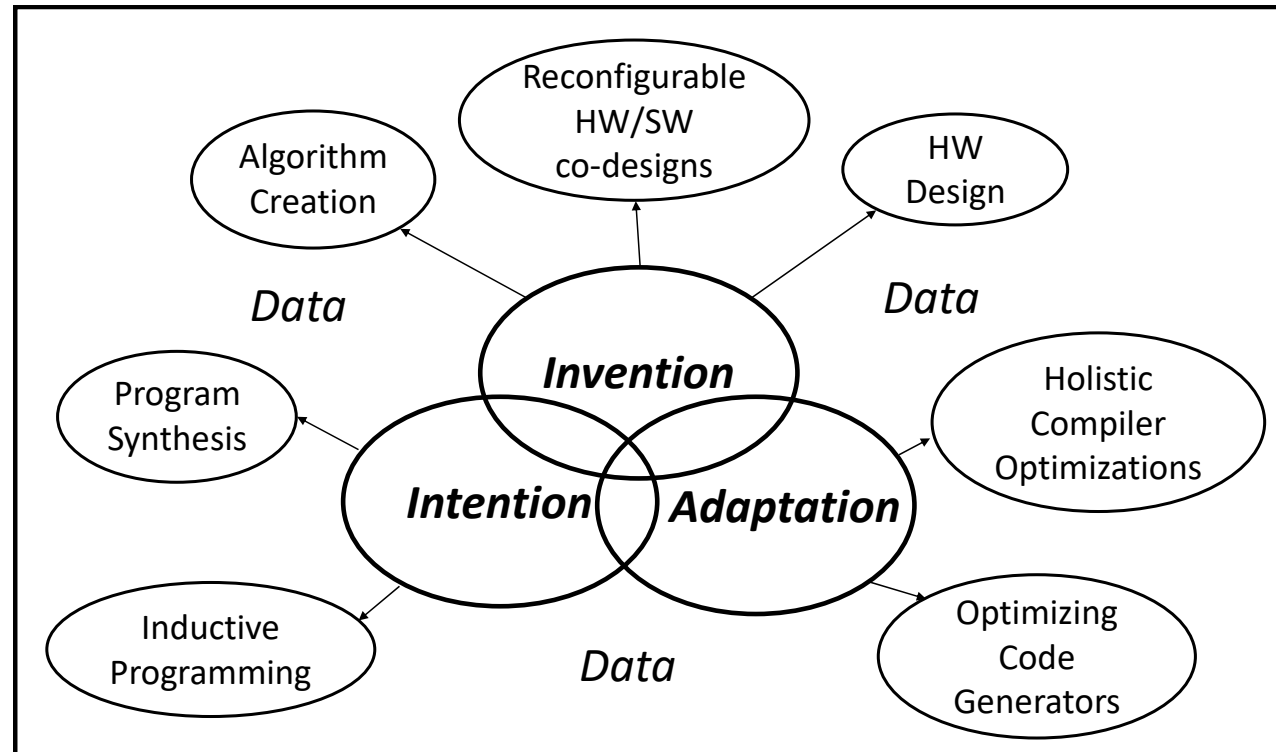 Reconfigurable
HW/SW
co-designs
Algorithm
Creation
HW
Design
Data
Data
Invention
Program
Synthesis
Holistic
Compiler
Optimizations
Intention
Adaptation
Inductive
Programming
Data
Optimizing
Code
Generators